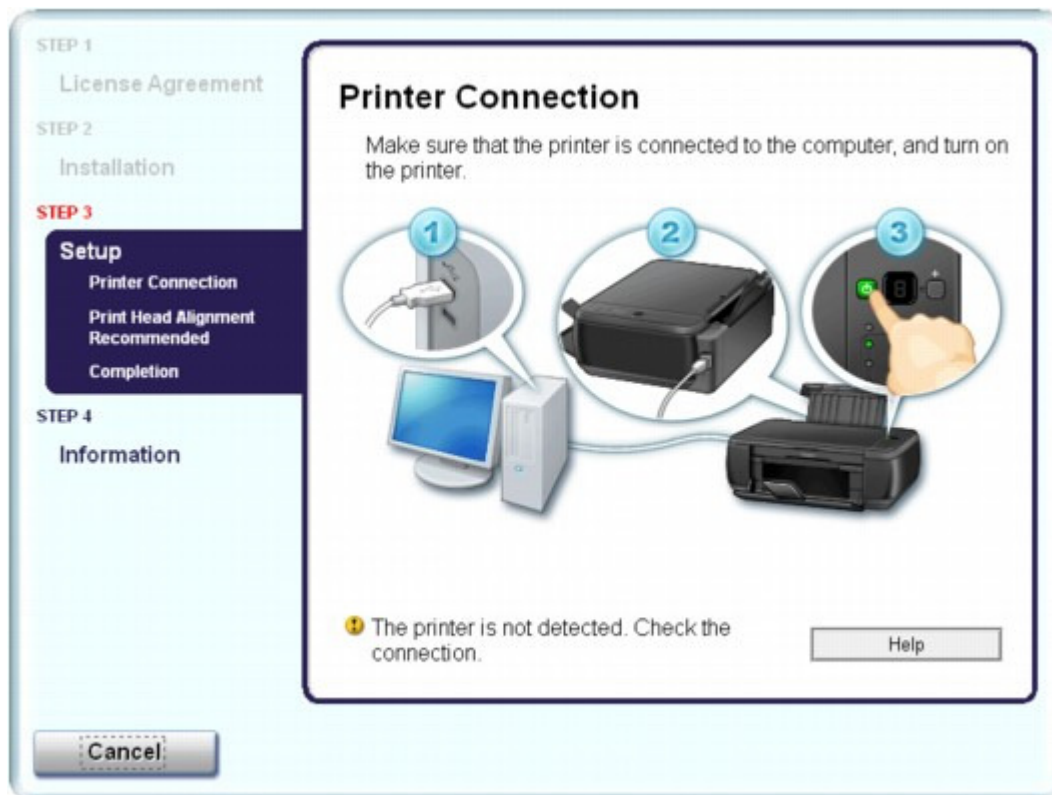 STEP 1
License Agreement
STEP 2
Installation
STEP 3
Setup
Printer Connection
Print Head Alignment
Recommended
Completion
STEP 4
Information
Printer Connection
Make sure that the printer is connected to the computer, and turn on
the printer.
1
2
3
8
+
The printer is not detected. Check the
connection.
Help
Cancel